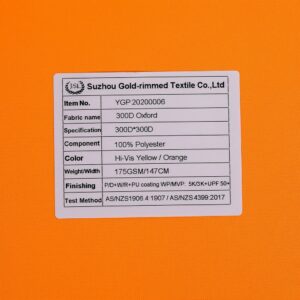 JSL Suzhou Gold-rimmed Textile Co.,Ltd
Item No. YGP 20200006
Fabric name 300D Oxford
Specification 300D*300D
Component 100% Polyester
Color Hi-Vis Yellow / Orange
Weight/Width 175GSM/147CM
Finishing P/D+W/R+PU coating WP/MVP: 5K/3K+UPF 50+
Test Method AS/NZS1906.4 1997 / AS/NZS 4399:2017